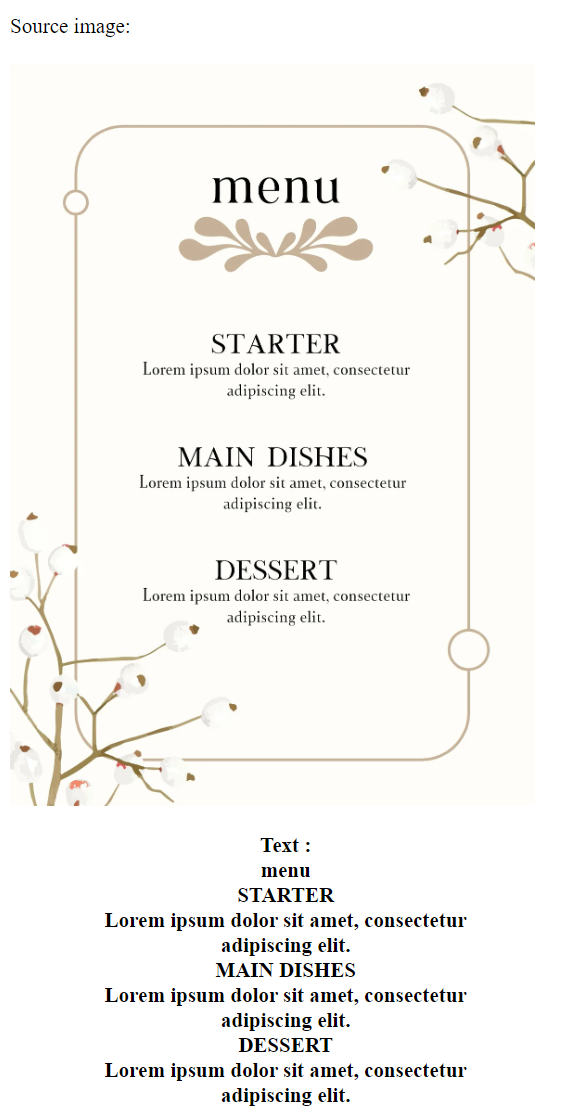 Source image:
menu
STARTER
Lorem ipsum dolor sit amet, consectetur
adipiscing elit.
MAIN DISHES
Lorem ipsum dolor sit amet, consectetur
adipiscing elit.
DESSERT
Lorem ipsum dolor sit amet, consectetur
adipiscing elit.
Text :
menu
STARTER
Lorem ipsum dolor sit amet, consectetur
adipiscing elit.
MAIN DISHES
Lorem ipsum dolor sit amet, consectetur
adipiscing elit.
DESSERT
Lorem ipsum dolor sit amet, consectetur
adipiscing elit.